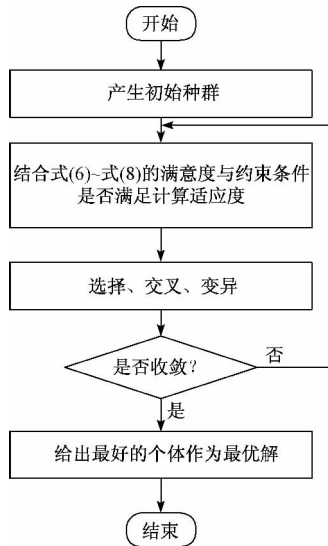 开始
产生初始种群
结合式(6)~式(8)的满意度与约束条件
是否满足计算适应度
选择、交叉、变异
是否收敛?
否
是
给出最好的个体作为最优解
结束